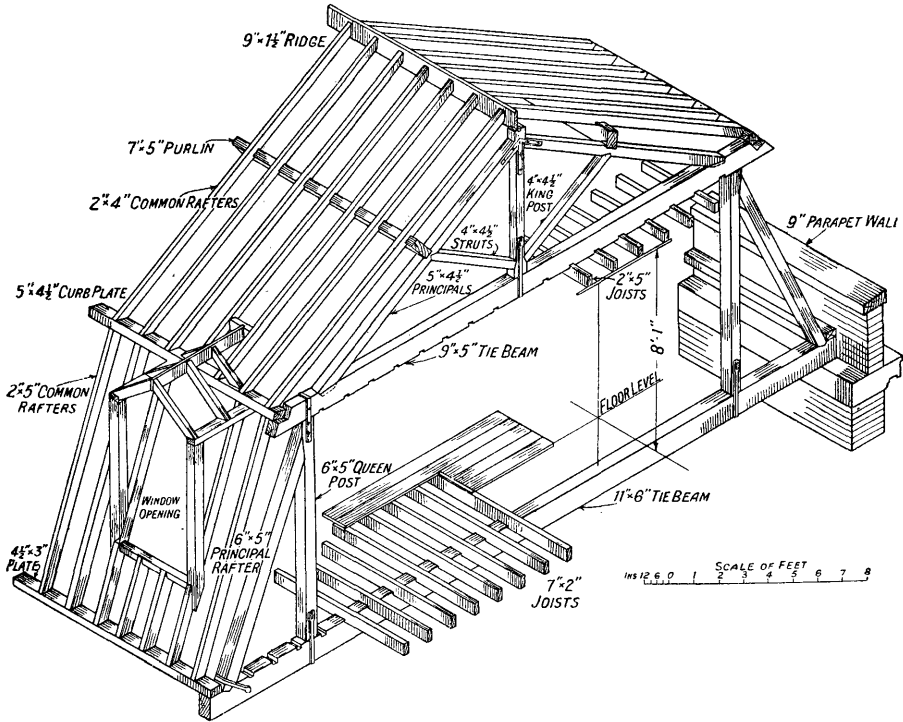 9"×1½" RIDGE
7"×5" PURLIN
2"×4" COMMON RAFTERS
4"×4½"
KING
POST
4"×4½"
STRUTS
9" PARAPET WALL
5"×4½" PRINCIPALS
2"×5"
JOISTS
5"×4½" CURB PLATE
8'·1"
9"×5" TIE BEAM
2"×5" COMMON
RAFTERS
FLOOR LEVEL
6"×5" QUEEN
POST
11"×6" TIE BEAM
WINDOW
OPENING
6"×5"
PRINCIPAL
RAFTER
4½"×3"
PLATE
7"×2"
JOISTS
SCALE OF FEET
INS 12 6 0 1 2 3 4 5 6 7 8